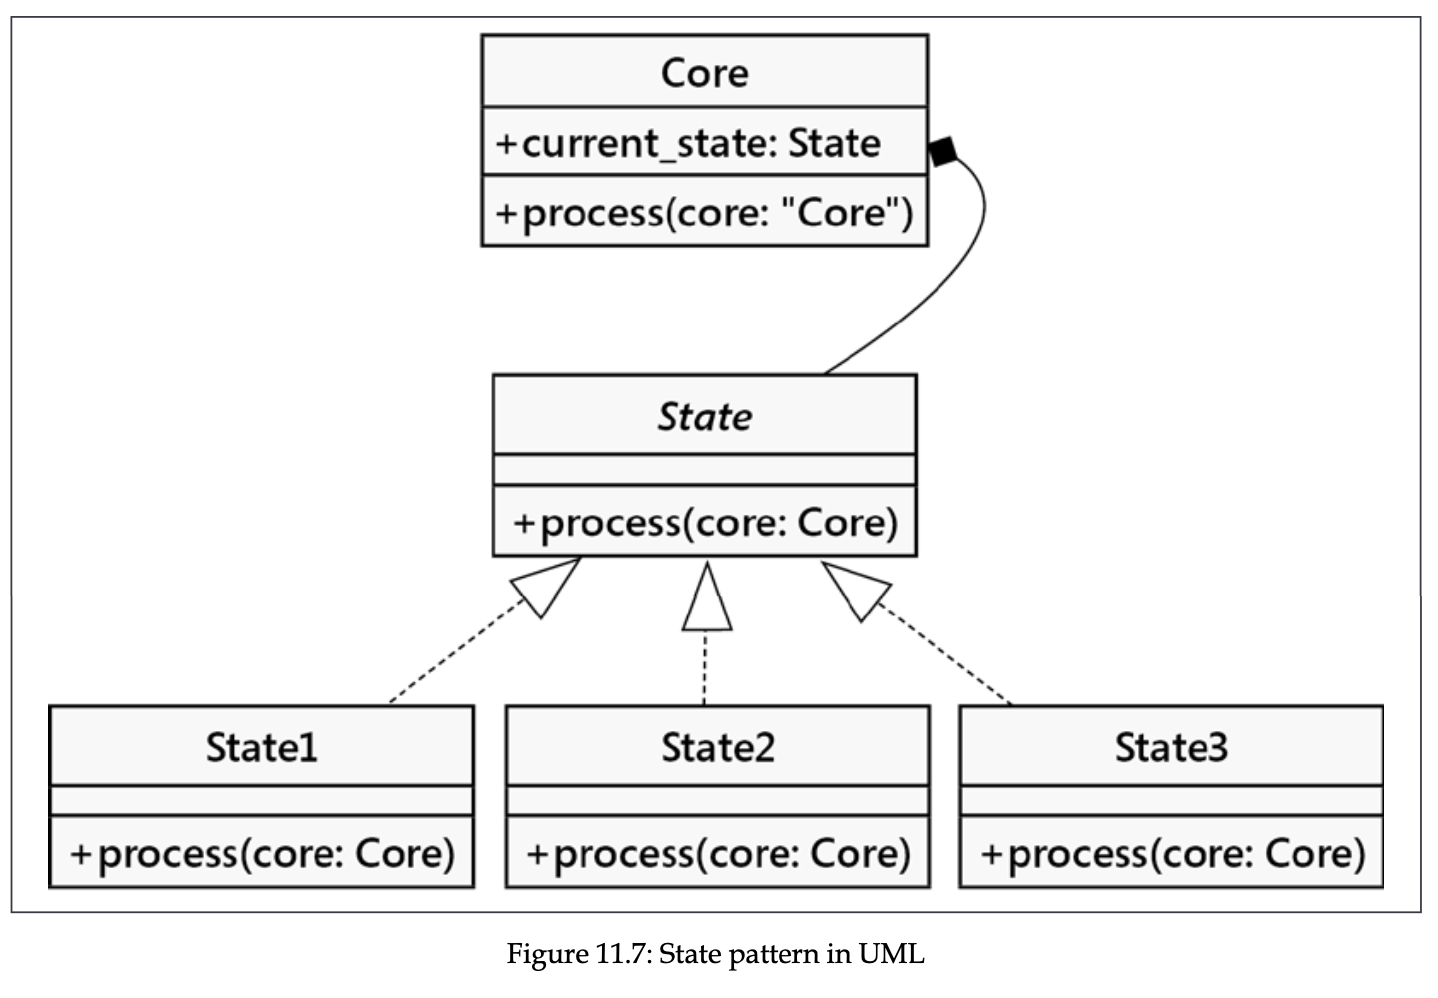 Core
+current_state: State
+process(core: "Core")
State
+process(core: Core)
State1
State2
State3
+process(core: Core)
+process(core: Core)
+process(core: Core)
Figure 11.7: State pattern in UML